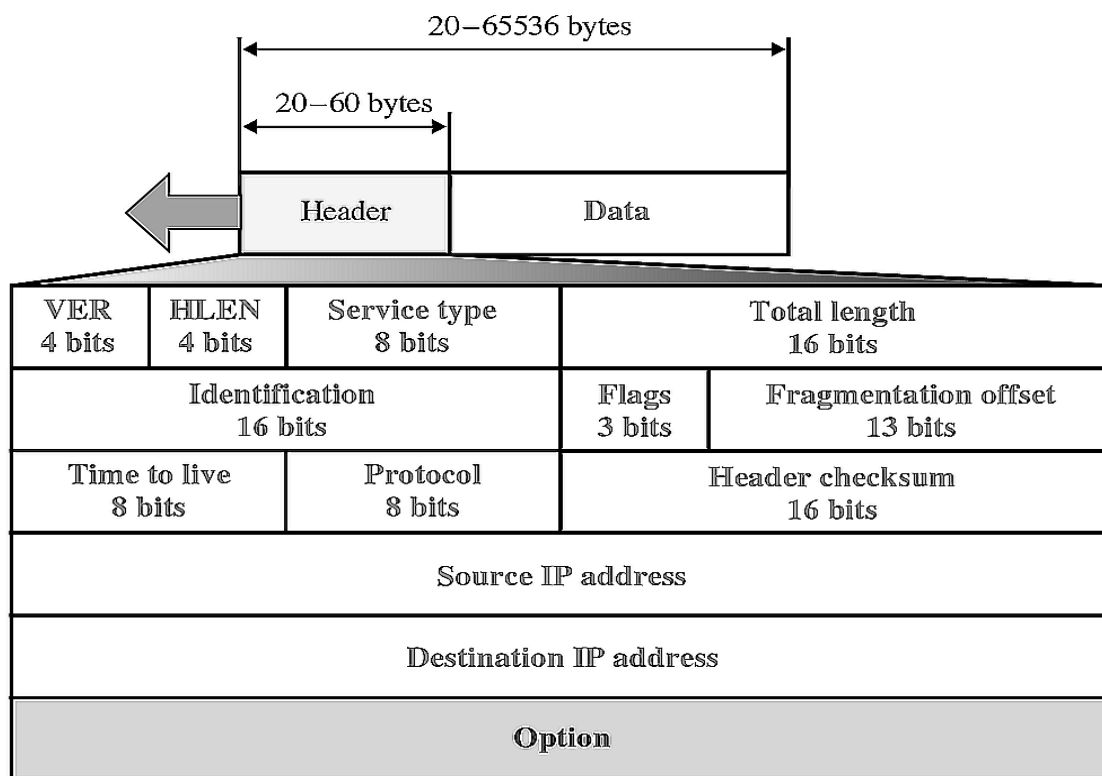 20–65536 bytes
20–60 bytes
Header
Data
VER
4 bits
HLEN
4 bits
Service type
8 bits
Total length
16 bits
Identification
16 bits
Flags
3 bits
Fragmentation offset
13 bits
Time to live
8 bits
Protocol
8 bits
Header checksum
16 bits
Source IP address
Destination IP address
Option